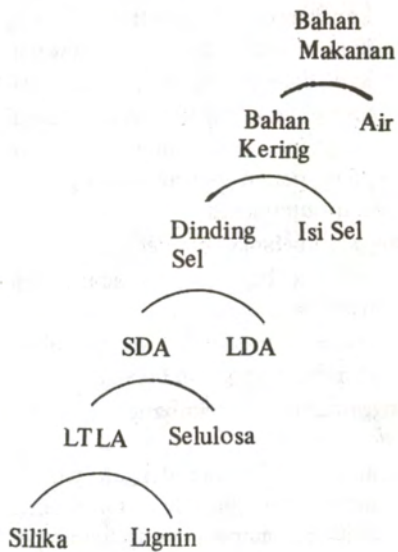 Bahan
Makanan
Bahan Air
Kering
Dinding Isi Sel
Sel
SDA LDA
LTLA Selulosa
Silika Lignin